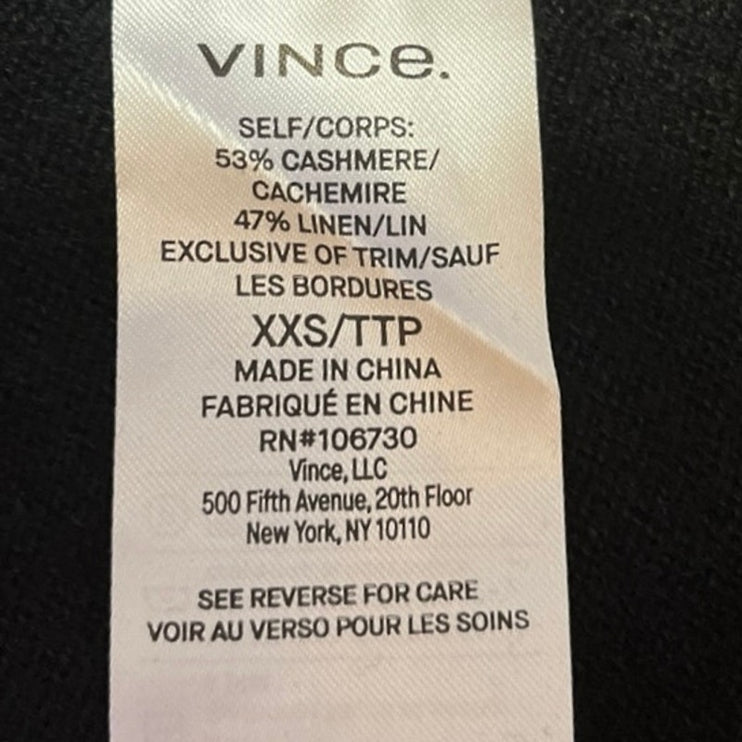 VINCe.
SELF/CORPS:
53% CASHMERE/
CACHEMIRE
47% LINEN/LIN
EXCLUSIVE OF TRIM/SAUF
LES BORDURES
XXS/TTP
MADE IN CHINA
FABRIQUÉ EN CHINE
RN#106730
Vince, LLC
500 Fifth Avenue, 20th Floor
New York, NY 10110
SEE REVERSE FOR CARE
VOIR AU VERSO POUR LES SOINS